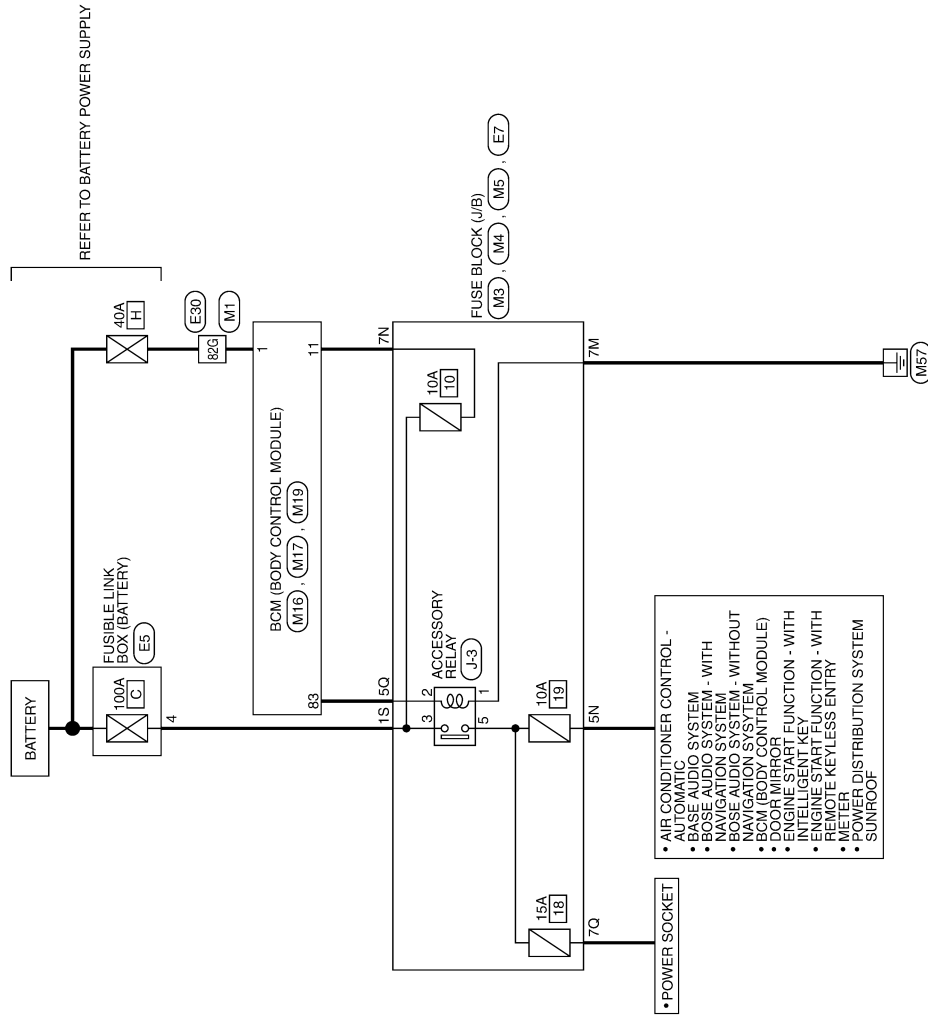 REFER TO BATTERY POWER SUPPLY
BATTERY
FUSIBLE LINK
BOX (BATTERY)
E5
100A
C
4
40A
H
82G
E30
M1
1
BCM (BODY CONTROL MODULE)
M16 , M17 , M19
83
11
1S
5Q
7N
FUSE BLOCK (J/B)
M3 , M4 , M5 , E7
ACCESSORY
RELAY
J-3
3
2
5
1
10A
10
15A
18
10A
19
7Q
5N
7M
M57
• POWER SOCKET
• AIR CONDITIONER CONTROL -
AUTOMATIC
• BASE AUDIO SYSTEM
• BOSE AUDIO SYSTEM - WITH
NAVIGATION SYSTEM
• BOSE AUDIO SYSTEM - WITHOUT
NAVIGATION SYSYTEM
• BCM (BODY CONTROL MODULE)
• DOOR MIRROR
• ENGINE START FUNCTION - WITH
INTELLIGENT KEY
• ENGINE START FUNCTION - WITH
REMOTE KEYLESS ENTRY
• METER
• POWER DISTRIBUTION SYSTEM
SUNROOF